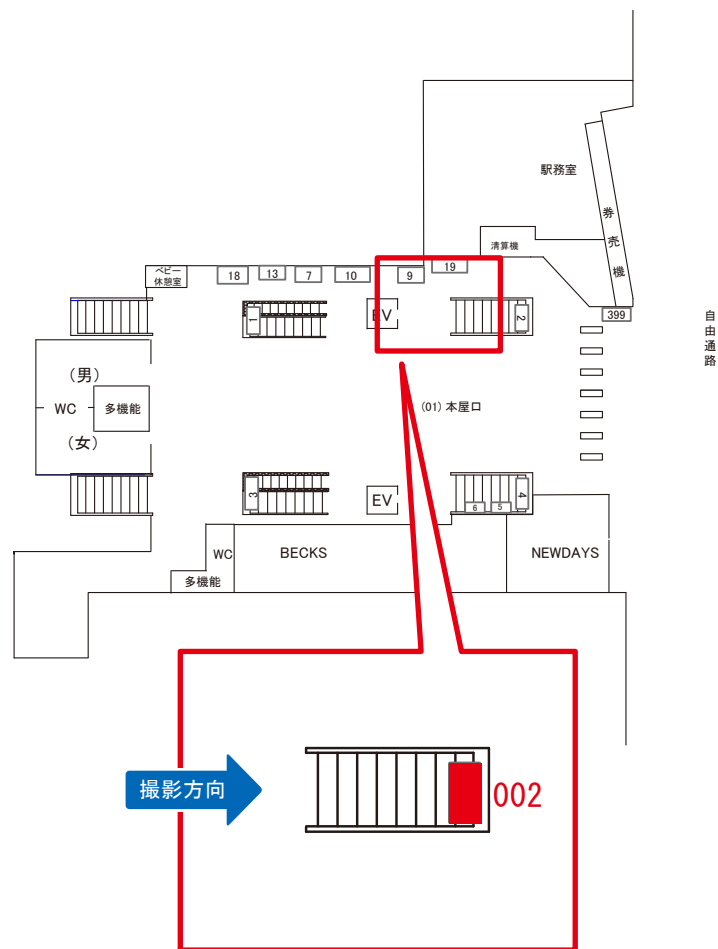 駅務室
券売機
清算機
ベビー
休憩室
18
13
7
10
9
19
399
自由通路
1
EV
2
(男)
WC
多機能
(女)
(01) 本屋口
3
EV
6
5
4
WC
多機能
BECKS
NEWDAYS
撮影方向
002